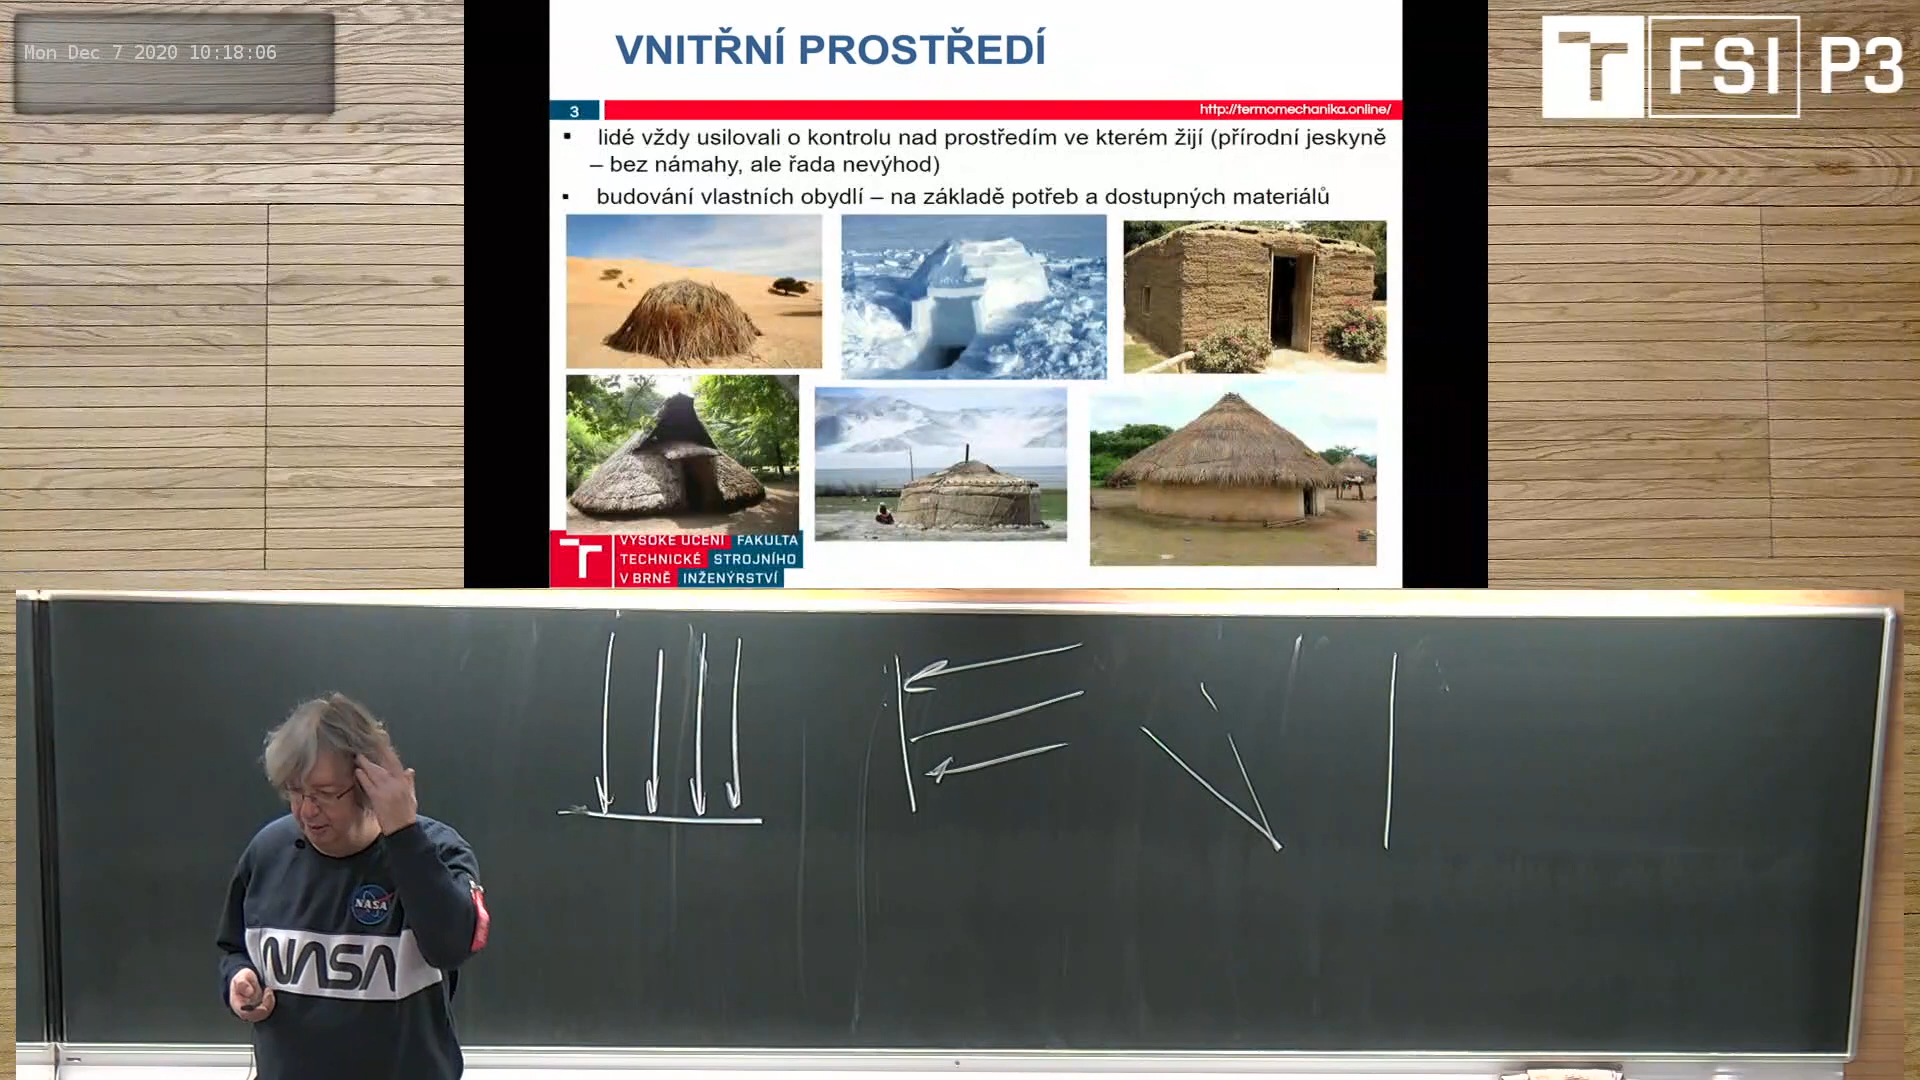 Mon Dec 7 2020 10:18:06
VNITŘNÍ PROSTŘEDÍ
FSI P3
3
http://termomechanika.online/
▪ lidé vždy usilovali o kontrolu nad prostředím ve kterém žijí (přírodní jeskyně
– bez námahy, ale řada nevýhod)
▪ budování vlastních obydlí – na základě potřeb a dostupných materiálů
VYSOKÉ UČENÍ FAKULTA
TECHNICKÉ STROJNÍHO
V BRNĚ INŽENÝRSTVÍ
NASA
NASA